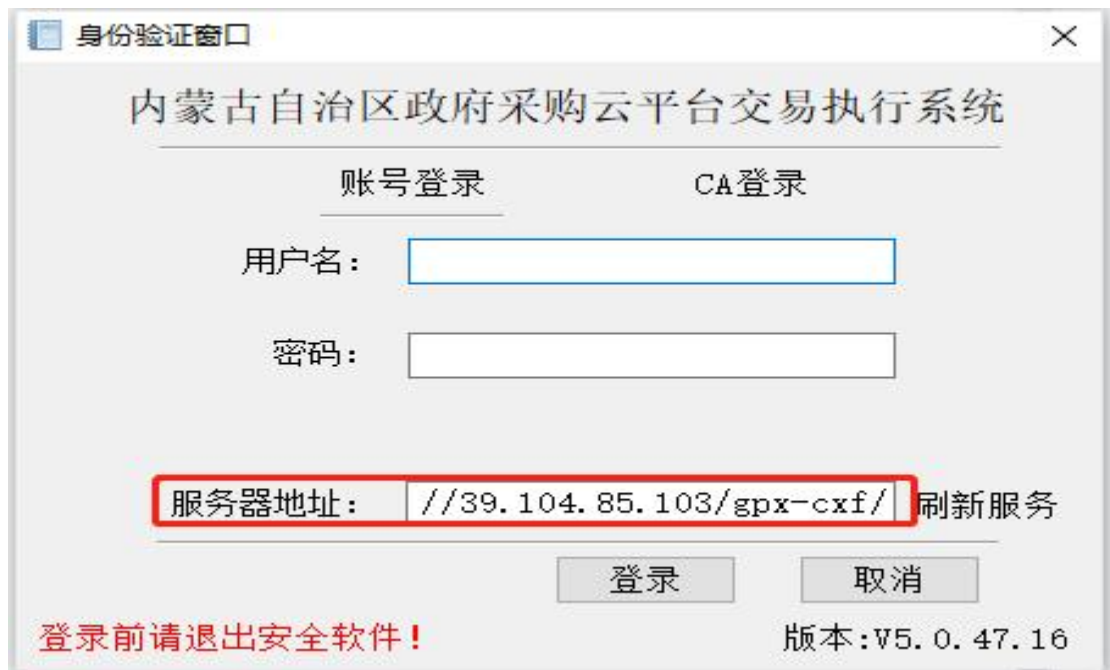 身份验证窗口
内蒙古自治区政府采购云平台交易执行系统
账号登录 CA登录
用户名：
密码：
服务器地址： //39.104.85.103/gpx-cxf/ 刷新服务
登录 取消
登录前请退出安全软件！ 版本:V5.0.47.16